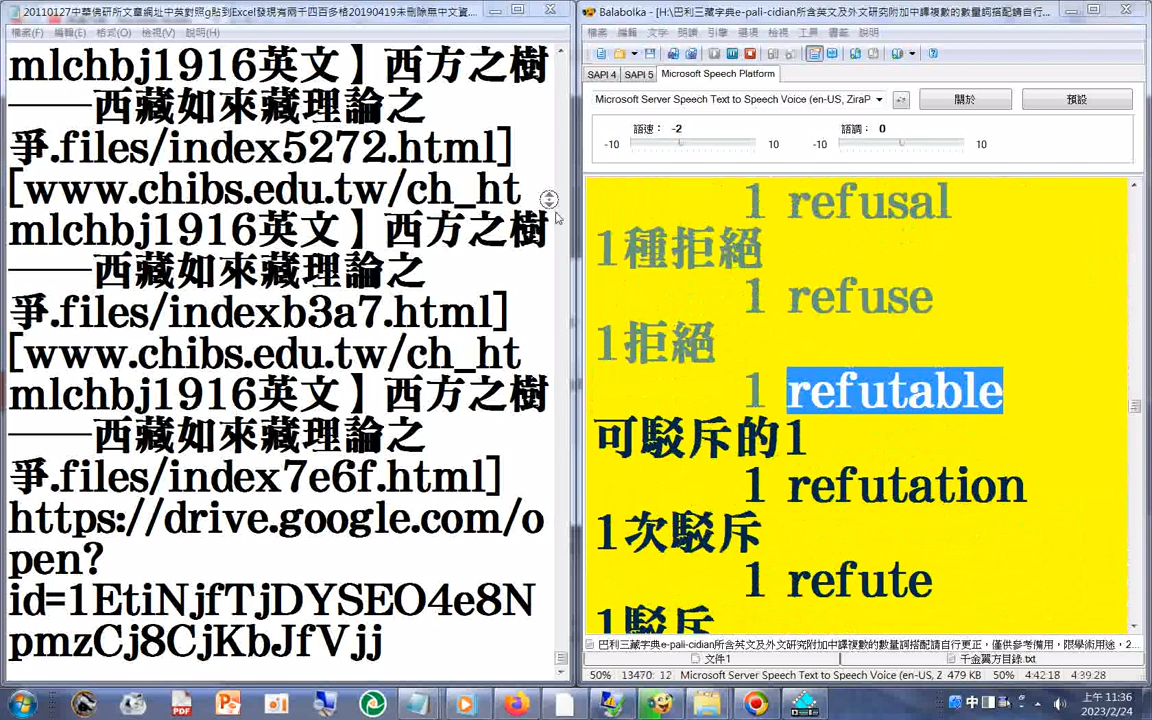 20110127中華佛研所文章網址中英對照g貼到Excel發現有兩千四百多格20190419未刪除無中文資...
檔案(F) 編輯(E) 格式(O) 檢視(V) 說明(H)
mlchbj1916英文】西方之樹
——西藏如來藏理論之
爭.files/index5272.html]
[www.chibs.edu.tw/ch_ht
mlchbj1916英文】西方之樹
——西藏如來藏理論之
爭.files/indexb3a7.html]
[www.chibs.edu.tw/ch_ht
mlchbj1916英文】西方之樹
——西藏如來藏理論之
爭.files/index7e6f.html]
https://drive.google.com/o
pen?
id=1EtiNjfTjDYSEO4e8N
pmzCj8CjKbJfVjj
Balabolka - [H:\巴利三藏字典e-pali-cidian所含英文及外文研究附加中譯複數的數量詞搭配請自行...
檔案 編輯 文字 朗讀 引擎 選項 檢視 工具 書籤 說明
SAPI 4 SAPI 5 Microsoft Speech Platform
Microsoft Server Speech Text to Speech Voice (en-US, ZiraP
關於
預設
語速： -2 語調： 0
-10 10 -10 10
1 refusal
1種拒絕
1 refuse
1拒絕
1 refutable
可駁斥的1
1 refutation
1次駁斥
1 refute
1駁斥
巴利三藏字典e-pali-cidian所含英文及外文研究附加中譯複數的數量詞搭配請自行更正，僅供參考備用，限學術用途，2...
文件1 千金翼方目錄.txt
50% 13470: 12 Microsoft Server Speech Text to Speech Voice (en-US, Z 479 KB 50% 4:42:18 4:39:28
PDF
中
上午 11:36
2023/2/24